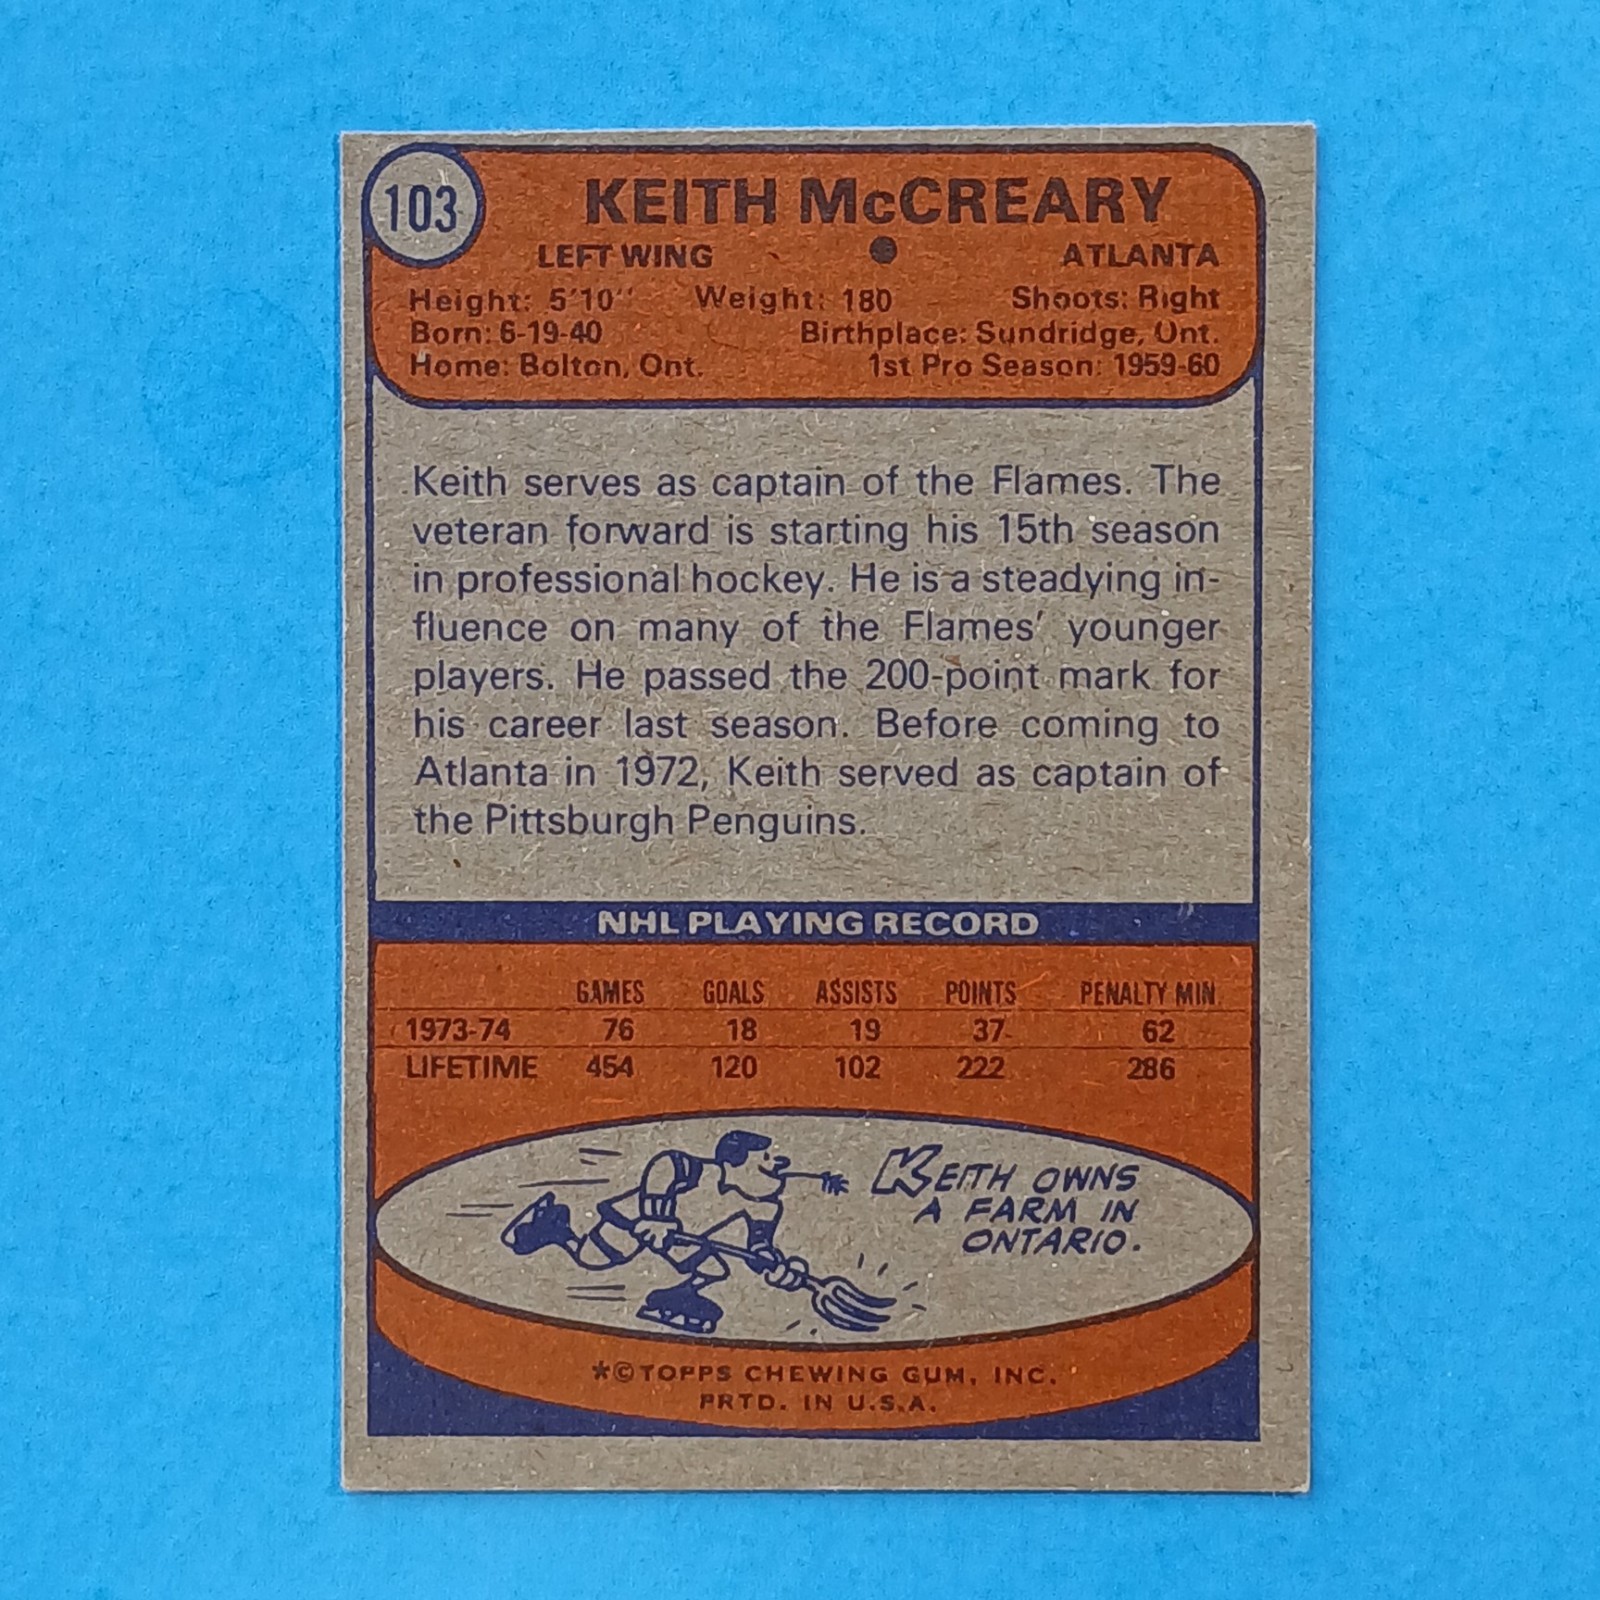 103
KEITH McCREARY
LEFT WING ● ATLANTA
Height: 5'10" Weight: 180 Shoots: Right
Born: 6-19-40 Birthplace: Sundridge, Ont.
Home: Bolton, Ont. 1st Pro Season: 1959-60
Keith serves as captain of the Flames. The
veteran forward is starting his 15th season
in professional hockey. He is a steadying in-
fluence on many of the Flames' younger
players. He passed the 200-point mark for
his career last season. Before coming to
Atlanta in 1972, Keith served as captain of
the Pittsburgh Penguins.
NHL PLAYING RECORD
GAMES GOALS ASSISTS POINTS PENALTY MIN.
1973-74 76 18 19 37 62
LIFETIME 454 120 102 222 286
KEITH OWNS
A FARM IN
ONTARIO.
*© TOPPS CHEWING GUM, INC.
PRTD. IN U.S.A.